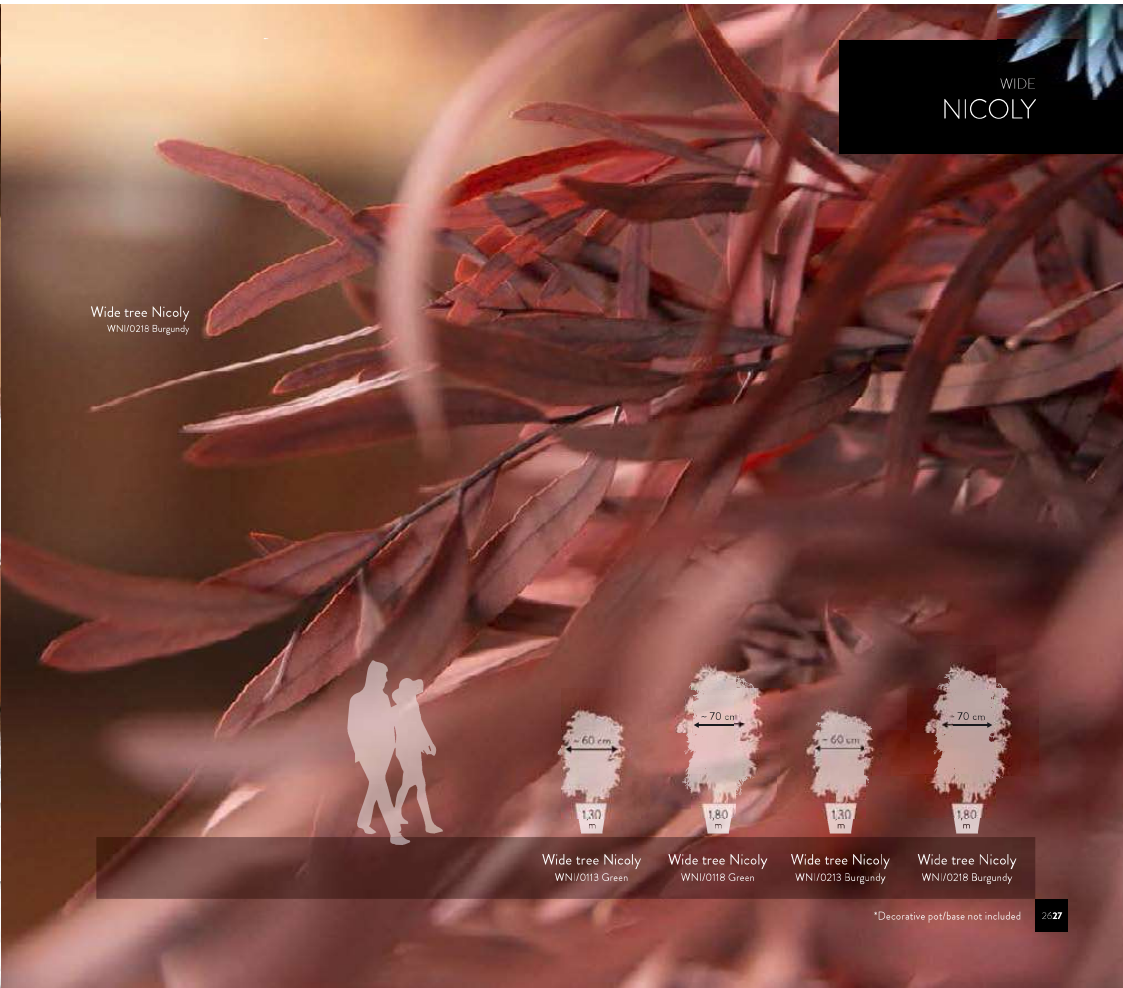 WIDE
NICOLY
Wide tree Nicoly
WNI/0218 Burgundy
~ 60 cm
~ 70 cm
~ 60 cm
~ 70 cm
1,30
m
1,80
m
1,30
m
1,80
m
Wide tree Nicoly
WNI/0113 Green
Wide tree Nicoly
WNI/0118 Green
Wide tree Nicoly
WNI/0213 Burgundy
Wide tree Nicoly
WNI/0218 Burgundy
*Decorative pot/base not included
2627